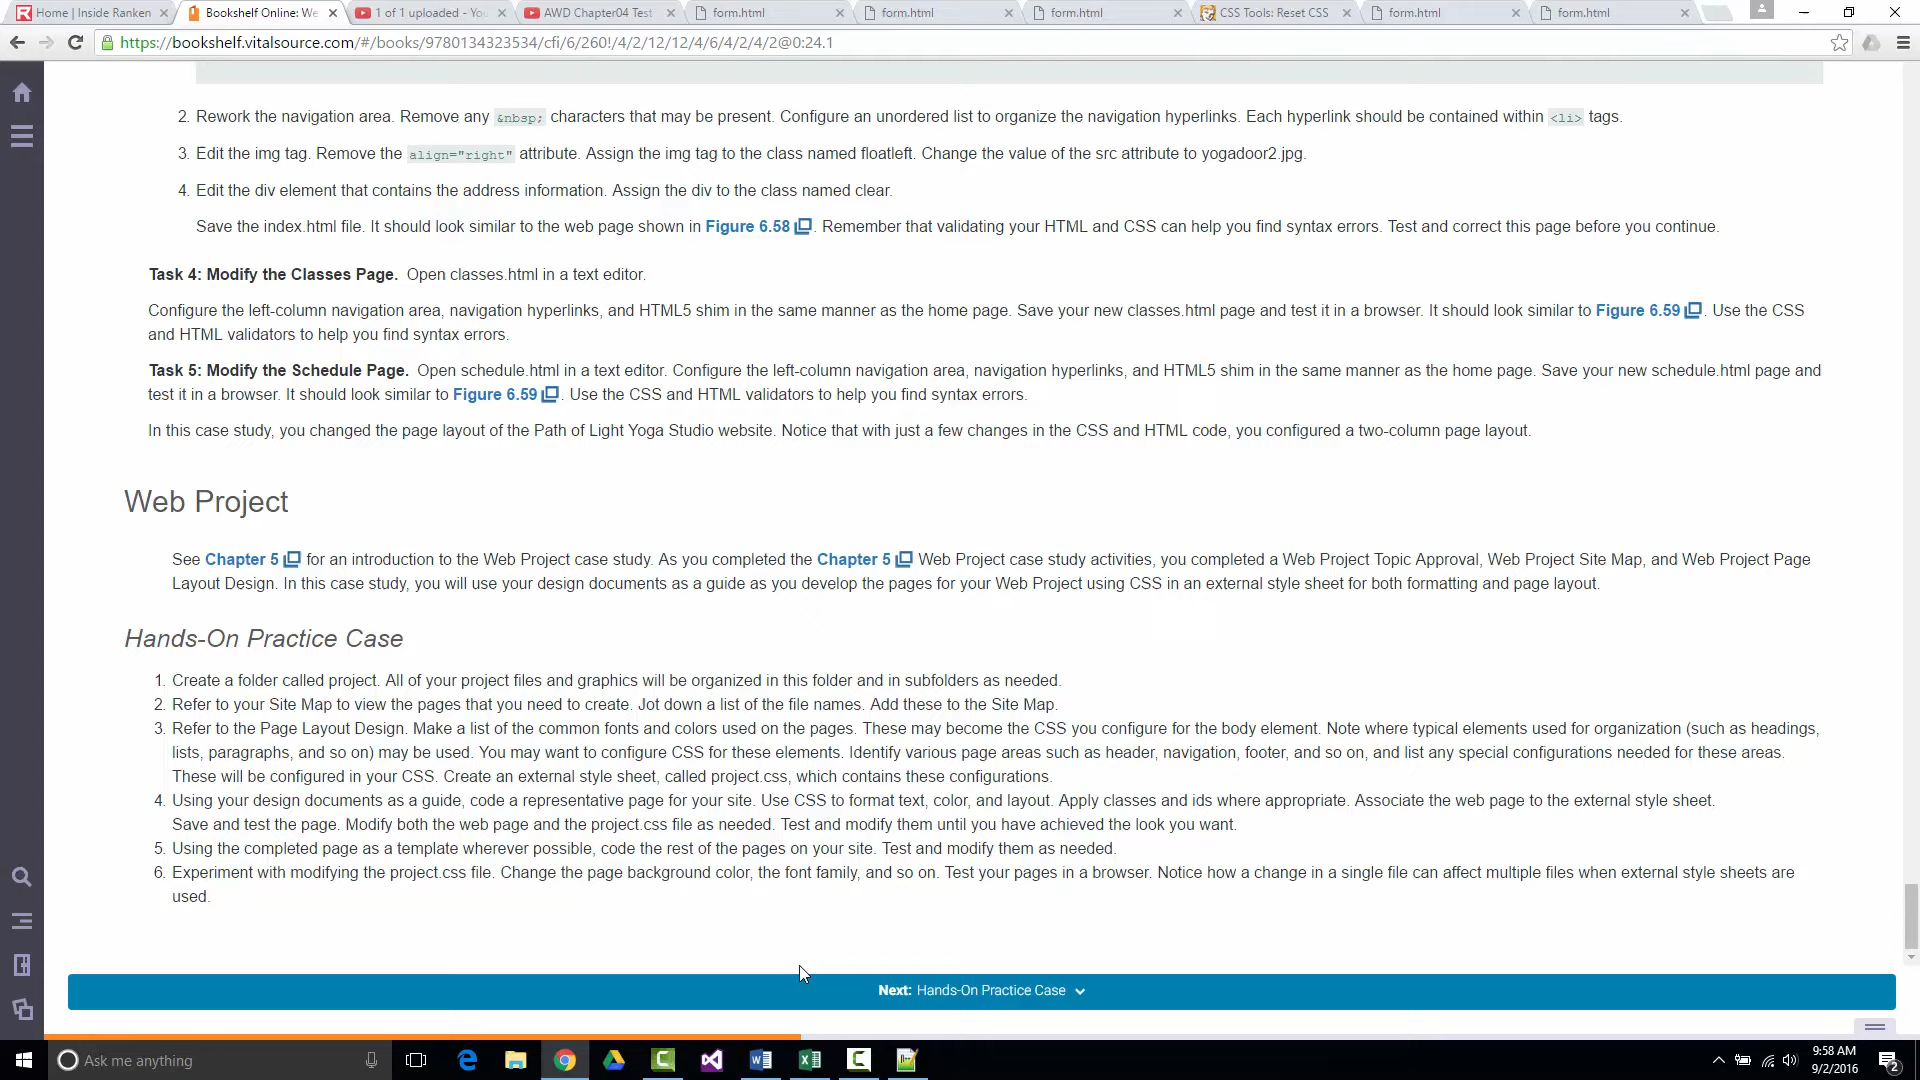 Home | Inside Ranken
Bookshelf Online: We
1 of 1 uploaded - Yo
AWD Chapter04 Test
form.html
form.html
form.html
CSS Tools: Reset CSS
form.html
form.html
https://bookshelf.vitalsource.com/#/books/9780134323534/cfi/6/260!/4/2/12/12/4/6/4/2/4/2@0:24.1
2. Rework the navigation area. Remove any &nbsp; characters that may be present. Configure an unordered list to organize the navigation hyperlinks. Each hyperlink should be contained within <li> tags.
3. Edit the img tag. Remove the align="right" attribute. Assign the img tag to the class named floatleft. Change the value of the src attribute to yogadoor2.jpg.
4. Edit the div element that contains the address information. Assign the div to the class named clear.
Save the index.html file. It should look similar to the web page shown in Figure 6.58 . Remember that validating your HTML and CSS can help you find syntax errors. Test and correct this page before you continue.
Task 4: Modify the Classes Page. Open classes.html in a text editor.
Configure the left-column navigation area, navigation hyperlinks, and HTML5 shim in the same manner as the home page. Save your new classes.html page and test it in a browser. It should look similar to Figure 6.59 . Use the CSS
and HTML validators to help you find syntax errors.
Task 5: Modify the Schedule Page. Open schedule.html in a text editor. Configure the left-column navigation area, navigation hyperlinks, and HTML5 shim in the same manner as the home page. Save your new schedule.html page and
test it in a browser. It should look similar to Figure 6.59 . Use the CSS and HTML validators to help you find syntax errors.
In this case study, you changed the page layout of the Path of Light Yoga Studio website. Notice that with just a few changes in the CSS and HTML code, you configured a two-column page layout.
Web Project
See Chapter 5 for an introduction to the Web Project case study. As you completed the Chapter 5 Web Project case study activities, you completed a Web Project Topic Approval, Web Project Site Map, and Web Project Page
Layout Design. In this case study, you will use your design documents as a guide as you develop the pages for your Web Project using CSS in an external style sheet for both formatting and page layout.
Hands-On Practice Case
1. Create a folder called project. All of your project files and graphics will be organized in this folder and in subfolders as needed.
2. Refer to your Site Map to view the pages that you need to create. Jot down a list of the file names. Add these to the Site Map.
3. Refer to the Page Layout Design. Make a list of the common fonts and colors used on the pages. These may become the CSS you configure for the body element. Note where typical elements used for organization (such as headings,
lists, paragraphs, and so on) may be used. You may want to configure CSS for these elements. Identify various page areas such as header, navigation, footer, and so on, and list any special configurations needed for these areas.
These will be configured in your CSS. Create an external style sheet, called project.css, which contains these configurations.
4. Using your design documents as a guide, code a representative page for your site. Use CSS to format text, color, and layout. Apply classes and ids where appropriate. Associate the web page to the external style sheet.
Save and test the page. Modify both the web page and the project.css file as needed. Test and modify them until you have achieved the look you want.
5. Using the completed page as a template wherever possible, code the rest of the pages on your site. Test and modify them as needed.
6. Experiment with modifying the project.css file. Change the page background color, the font family, and so on. Test your pages in a browser. Notice how a change in a single file can affect multiple files when external style sheets are
used.
Next: Hands-On Practice Case
Ask me anything
9:58 AM
9/2/2016
2